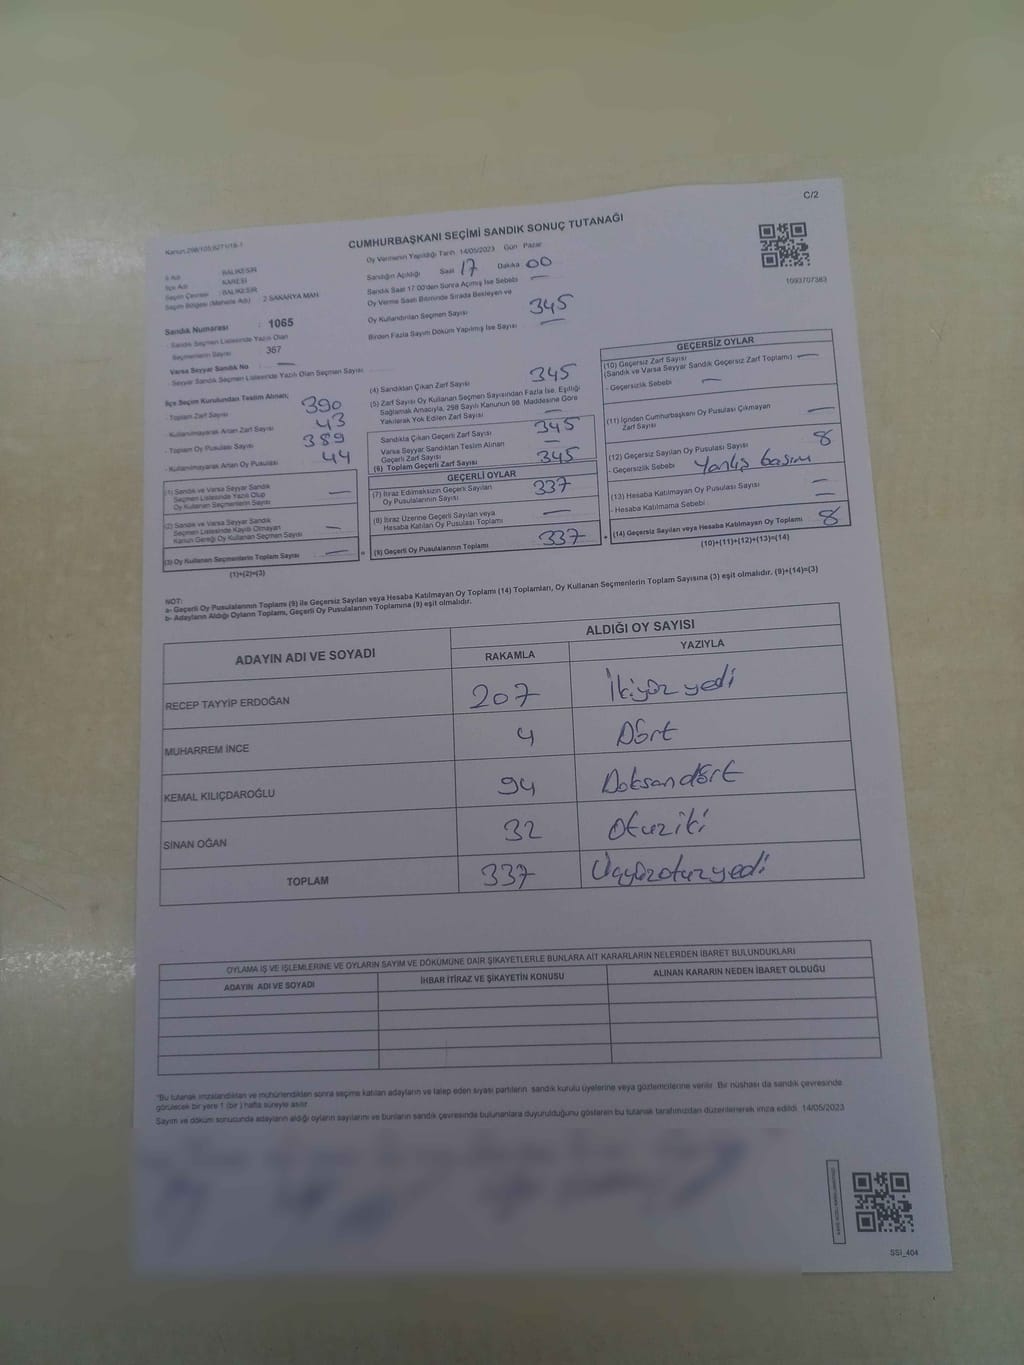 C/2
Kanun:298/105,6271/18-1
CUMHURBAŞKANI SEÇİMİ SANDIK SONUÇ TUTANAĞI
Oy Vermenin Yapıldığı Tarih 14/05/2023 Gün Pazar
1093707383
İl Adı : BALIKESİR
İlçe Adı : KARESİ
Seçim Çevresi : BALIKESİR
Seçim Bölgesi (Mahalle Adı) : 2 SAKARYA MAH.
Sandık Numarası : 1065
- Sandık Seçmen Listesinde Yazılı Olan
Seçmenlerin Sayısı : 367
Varsa Seyyar Sandık No : —
- Seyyar Sandık Seçmen Listesinde Yazılı Olan Seçmen Sayısı
İlçe Seçim Kurulundan Teslim Alınan;
- Toplam Zarf Sayısı 390
- Kullanılmayarak Artan Zarf Sayısı 43
- Toplam Oy Pusulası Sayısı 389
- Kullanılmayarak Artan Oy Pusulası 44
(1) Sandık ve Varsa Seyyar Sandık
Seçmen Listesinde Yazılı Olup
Oy Kullanan Seçmenlerin Sayısı —
(2) Sandık ve Varsa Seyyar Sandık
Seçmen Listesinde Kayıtlı Olmayan
Kanun Gereği Oy Kullanan Seçmen Sayısı —
(3) Oy Kullanan Seçmenlerin Toplam Sayısı —
(1)+(2)=(3)
Sandığın Açıldığı Saat 17 Dakika 00
Sandık Saat 17:00'den Sonra Açılmış İse Sebebi —
Oy Verme Saati Bitiminde Sırada Bekleyen ve
Oy Kullandırılan Seçmen Sayısı 345
Birden Fazla Sayım Döküm Yapılmış İse Sayısı —
(4) Sandıktan Çıkan Zarf Sayısı 345
(5) Zarf Sayısı Oy Kullanan Seçmen Sayısından Fazla İse, Eşitliği
Sağlamak Amacıyla, 298 Sayılı Kanunun 98. Maddesine Göre
Yakılarak Yok Edilen Zarf Sayısı —
Sandıkta Çıkan Geçerli Zarf Sayısı 345
Varsa Seyyar Sandıktan Teslim Alınan
Geçerli Zarf Sayısı —
(6) Toplam Geçerli Zarf Sayısı 345
GEÇERLİ OYLAR
(7) İtiraz Edilmeksizin Geçerli Sayılan
Oy Pusulalarının Sayısı 337
(8) İtiraz Üzerine Geçerli Sayılan veya
Hesaba Katılan Oy Pusulası Toplamı —
= (9) Geçerli Oy Pusulalarının Toplamı 337
GEÇERSİZ OYLAR
(10) Geçersiz Zarf Sayısı
(Sandık ve Varsa Seyyar Sandık Geçersiz Zarf Toplamı) —
- Geçersizlik Sebebi —
(11) İçinden Cumhurbaşkanı Oy Pusulası Çıkmayan
Zarf Sayısı —
(12) Geçersiz Sayılan Oy Pusulası Sayısı 8
- Geçersizlik Sebebi Yanlış basım
(13) Hesaba Katılmayan Oy Pusulası Sayısı —
- Hesaba Katılmama Sebebi —
+ (14) Geçersiz Sayılan veya Hesaba Katılmayan Oy Toplamı 8
(10)+(11)+(12)+(13)=(14)
NOT:
a- Geçerli Oy Pusulalarının Toplamı (9) ile Geçersiz Sayılan veya Hesaba Katılmayan Oy Toplamı (14) Toplamları, Oy Kullanan Seçmenlerin Toplam Sayısına (3) eşit olmalıdır. (9)+(14)=(3)
b- Adayların Aldığı Oyların Toplamı, Geçerli Oy Pusulalarının Toplamına (9) eşit olmalıdır.
ADAYIN ADI VE SOYADI ALDIĞI OY SAYISI
RAKAMLA YAZIYLA
RECEP TAYYİP ERDOĞAN 207 İkiyüz yedi
MUHARREM İNCE 4 Dört
KEMAL KILIÇDAROĞLU 94 Doksandört
SİNAN OĞAN 32 Otuziki
TOPLAM 337 Üçyüzotuzyedi
OYLAMA İŞ VE İŞLEMLERİNE VE OYLARIN SAYIM VE DÖKÜMÜNE DAİR ŞİKAYETLERLE BUNLARA AİT KARARLARIN NELERDEN İBARET BULUNDUKLARI
ADAYIN ADI VE SOYADI İHBAR İTİRAZ VE ŞİKAYETİN KONUSU ALINAN KARARIN NEDEN İBARET OLDUĞU
"Bu tutanak imzalandıktan ve mühürlendikten sonra seçime katılan adayların ve talep eden siyasi partilerin sandık kurulu üyelerine veya gözlemcilerine verilir. Bir nüshası da sandık çevresinde
görülecek bir yere 1 (bir ) hafta süreyle asılır.
Sayım ve döküm sonucunda adayların aldığı oyların sayılarını ve bunların sandık çevresinde bulunanlara duyurulduğunu gösteren bu tutanak tarafımızdan düzenlenerek imza edildi. 14/05/2023
SSI_404